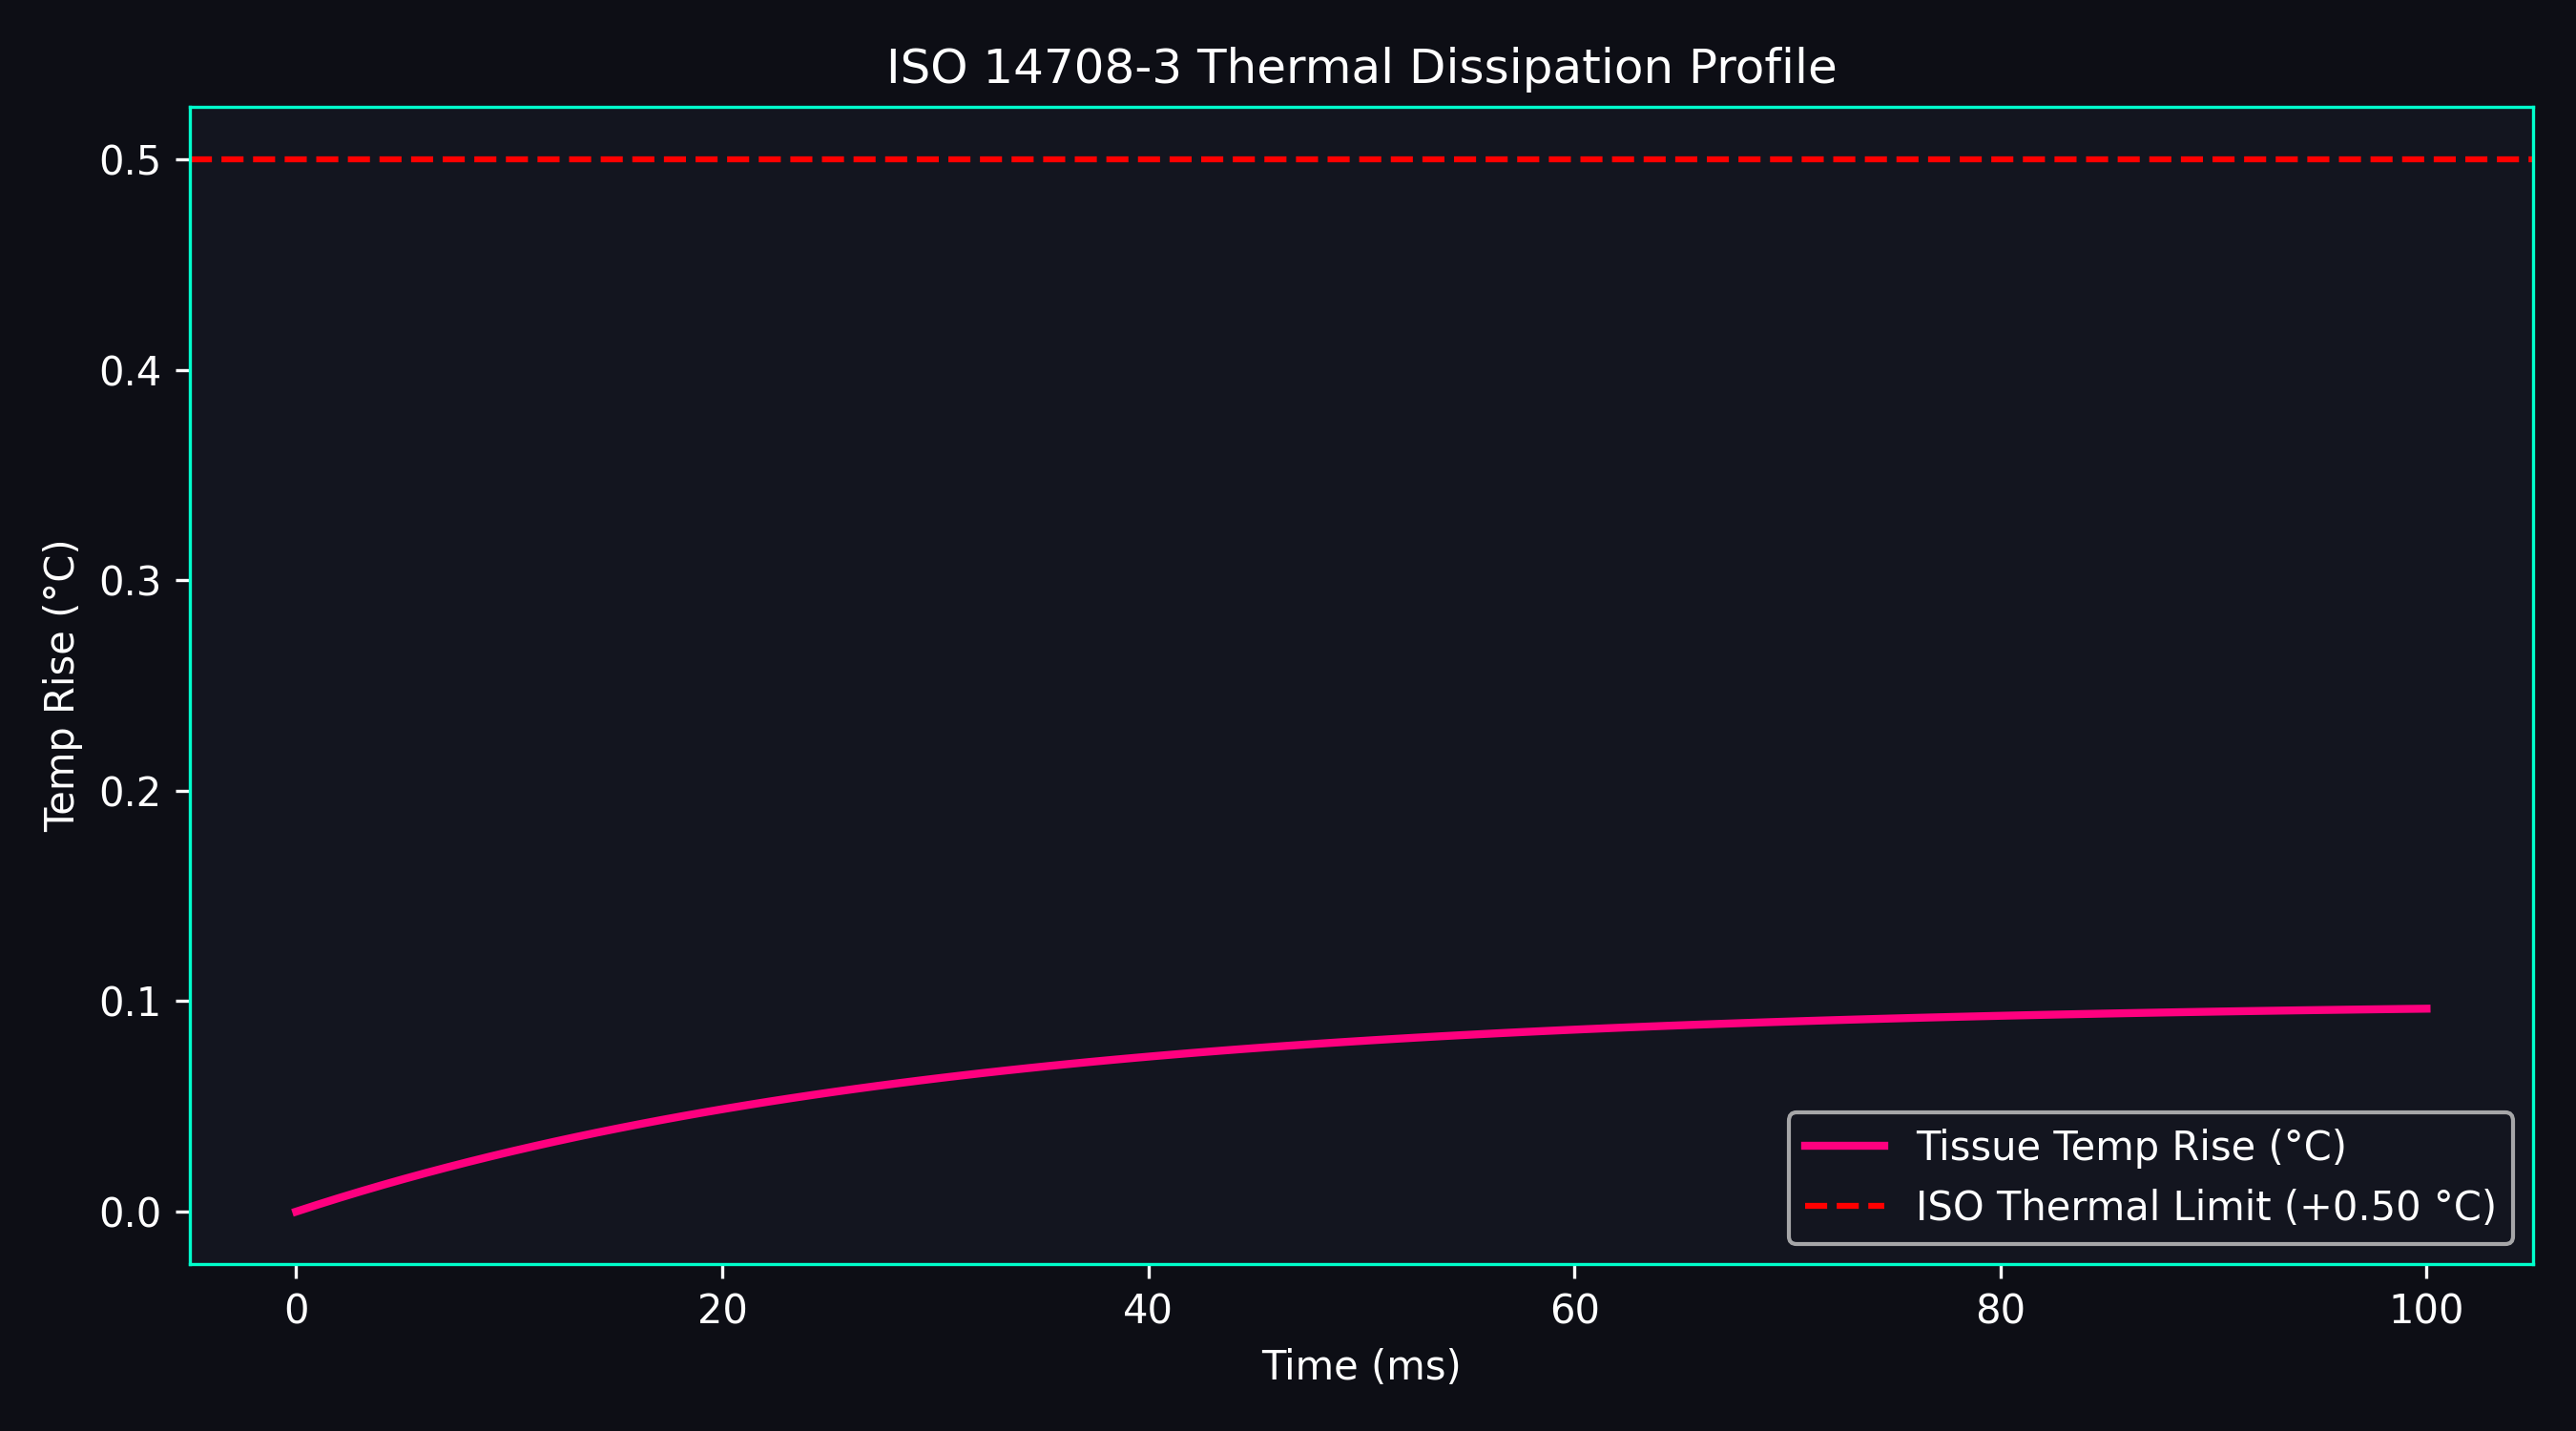 ISO 14708-3 Thermal Dissipation Profile
0.5
0.4
0.3
0.2
0.1
0.0
Temp Rise (°C)
Tissue Temp Rise (°C)
ISO Thermal Limit (+0.50 °C)
0 20 40 60 80 100
Time (ms)